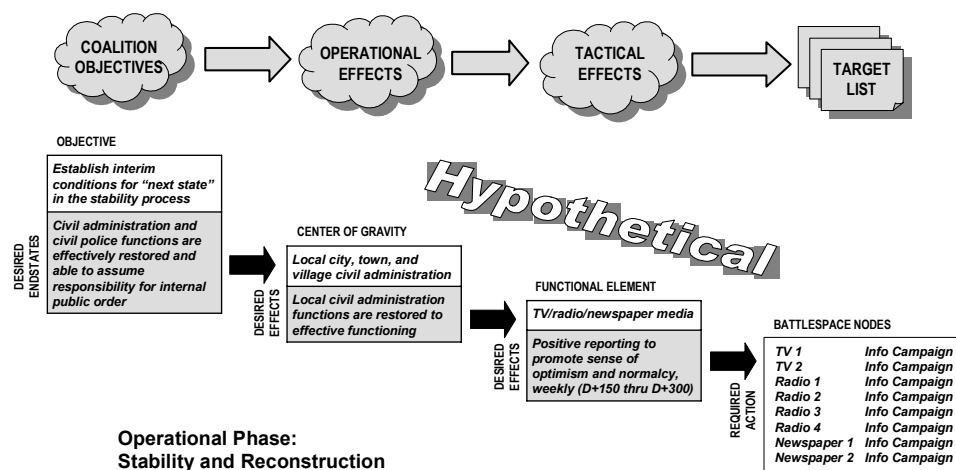 COALITION
OBJECTIVES
OPERATIONAL
EFFECTS
TACTICAL
EFFECTS
TARGET
LIST
Hypothetical
OBJECTIVE
Establish interim
conditions for “next state”
in the stability process
DESIRED
ENDSTATES
Civil administration and
civil police functions are
effectively restored and
able to assume
responsibility for internal
public order
CENTER OF GRAVITY
Local city, town, and
village civil administration
DESIRED
EFFECTS
Local civil administration
functions are restored to
effective functioning
FUNCTIONAL ELEMENT
TV/radio/newspaper media
DESIRED
EFFECTS
Positive reporting to
promote sense of
optimism and normalcy,
weekly (D+150 thru D+300)
BATTLESPACE NODES
REQUIRED
ACTION
TV 1 Info Campaign
TV 2 Info Campaign
Radio 1 Info Campaign
Radio 2 Info Campaign
Radio 3 Info Campaign
Radio 4 Info Campaign
Newspaper 1 Info Campaign
Newspaper 2 Info Campaign
Operational Phase:
Stability and Reconstruction